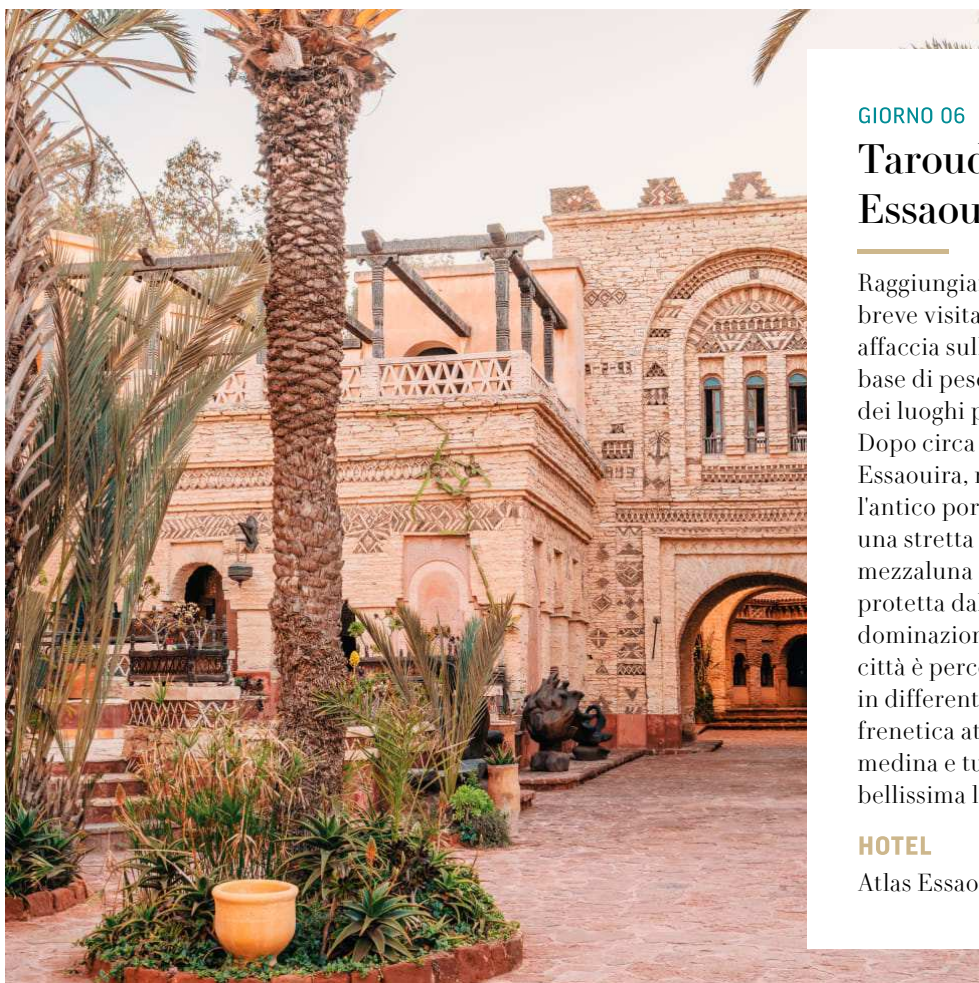 GIORNO 06
Taroud
Essaou
Raggiungia
breve visita
affaccia sul
base di pesc
dei luoghi p
Dopo circa
Essaouira, n
l'antico por
una stretta
mezzaluna
protetta da
dominazion
città è perc
in different
frenetica at
medina e tu
bellissima l
HOTEL
Atlas Essao